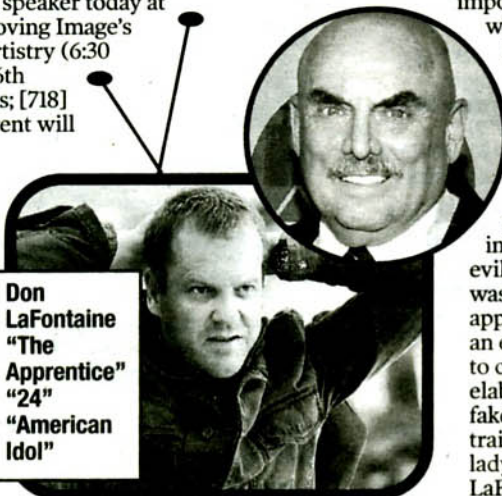 speaker today at
oving Image's
rtistry (6:30
6th
s; [718]
ent will
impo
w
Don
LaFontaine
"The
Apprentice"
"24"
"American
Idol"
in
evil
was
app
an e
to c
elab
fake
trai
lady
LaF